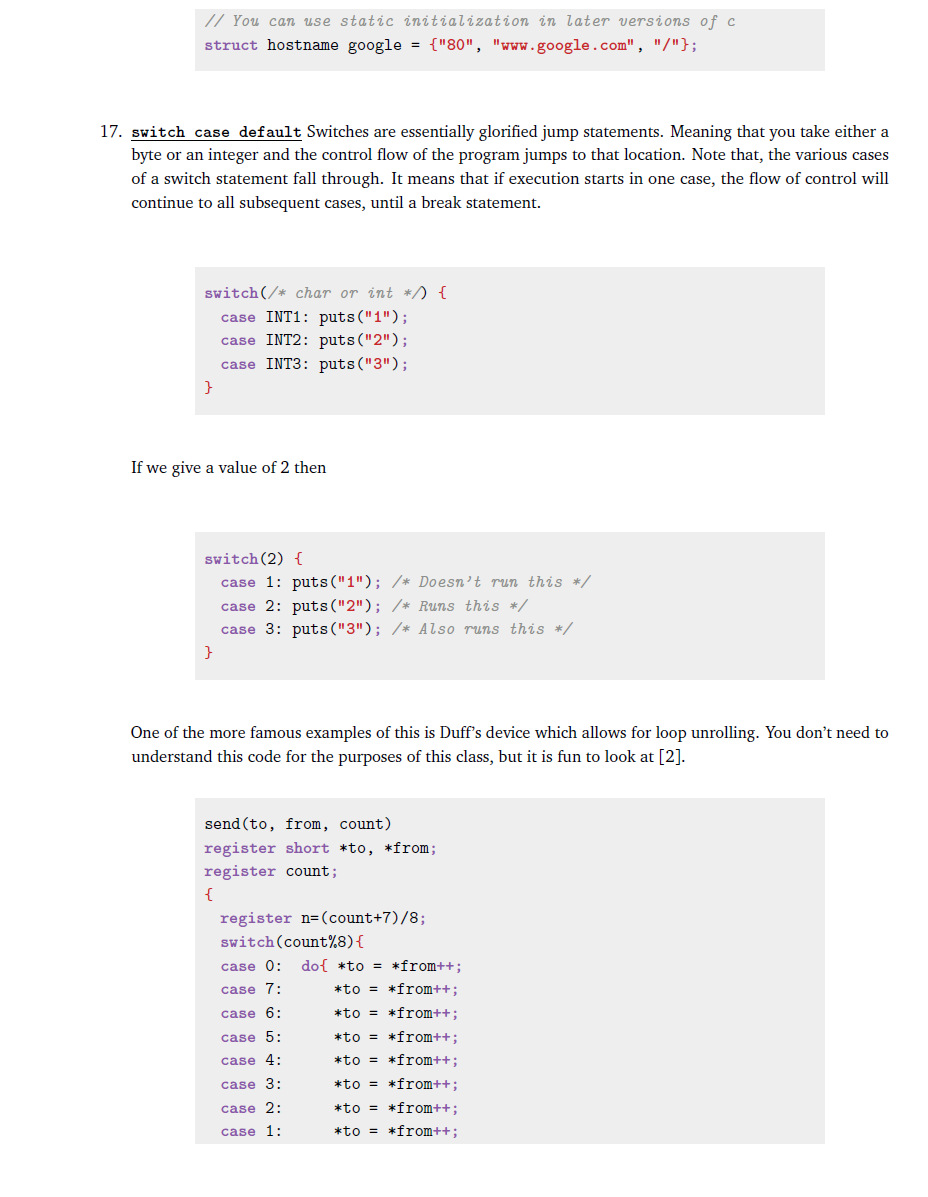 // You can use static initialization in later versions of c
struct hostname google = {"80", "www.google.com", "/"};
17. switch case default Switches are essentially glorified jump statements. Meaning that you take either a
byte or an integer and the control flow of the program jumps to that location. Note that, the various cases
of a switch statement fall through. It means that if execution starts in one case, the flow of control will
continue to all subsequent cases, until a break statement.
switch(/* char or int */) {
case INT1: puts("1");
case INT2: puts("2");
case INT3: puts("3");
}
If we give a value of 2 then
switch(2) {
case 1: puts("1"); /* Doesn't run this */
case 2: puts("2"); /* Runs this */
case 3: puts("3"); /* Also runs this */
}
One of the more famous examples of this is Duff's device which allows for loop unrolling. You don't need to
understand this code for the purposes of this class, but it is fun to look at [2].
send(to, from, count)
register short *to, *from;
register count;
{
register n=(count+7)/8;
switch(count%8){
case 0: do{ *to = *from++;
case 7: *to = *from++;
case 6: *to = *from++;
case 5: *to = *from++;
case 4: *to = *from++;
case 3: *to = *from++;
case 2: *to = *from++;
case 1: *to = *from++;